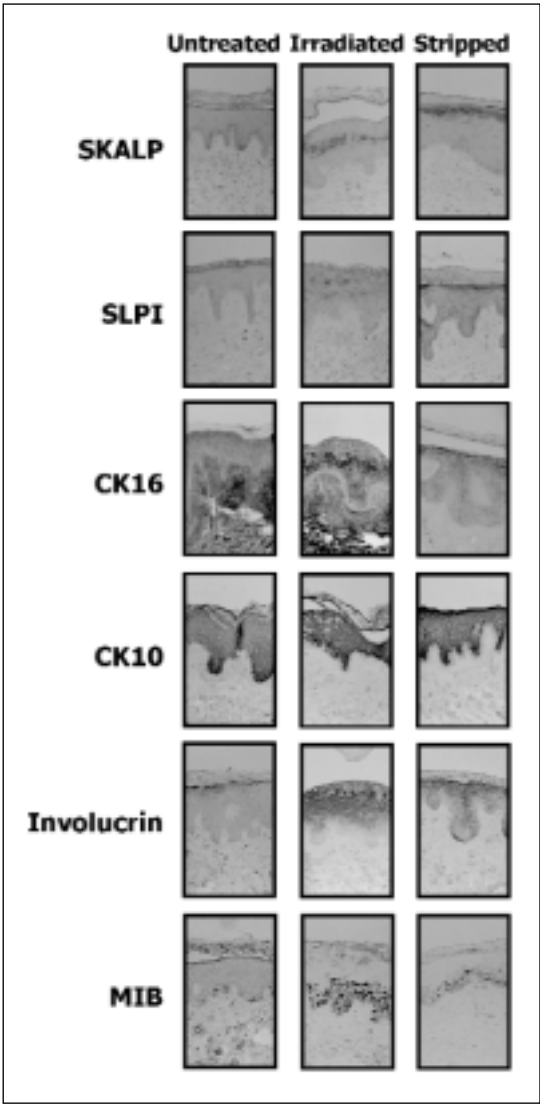 Untreated Irradiated Stripped
SKALP
SLPI
CK16
CK10
Involucrin
MIB